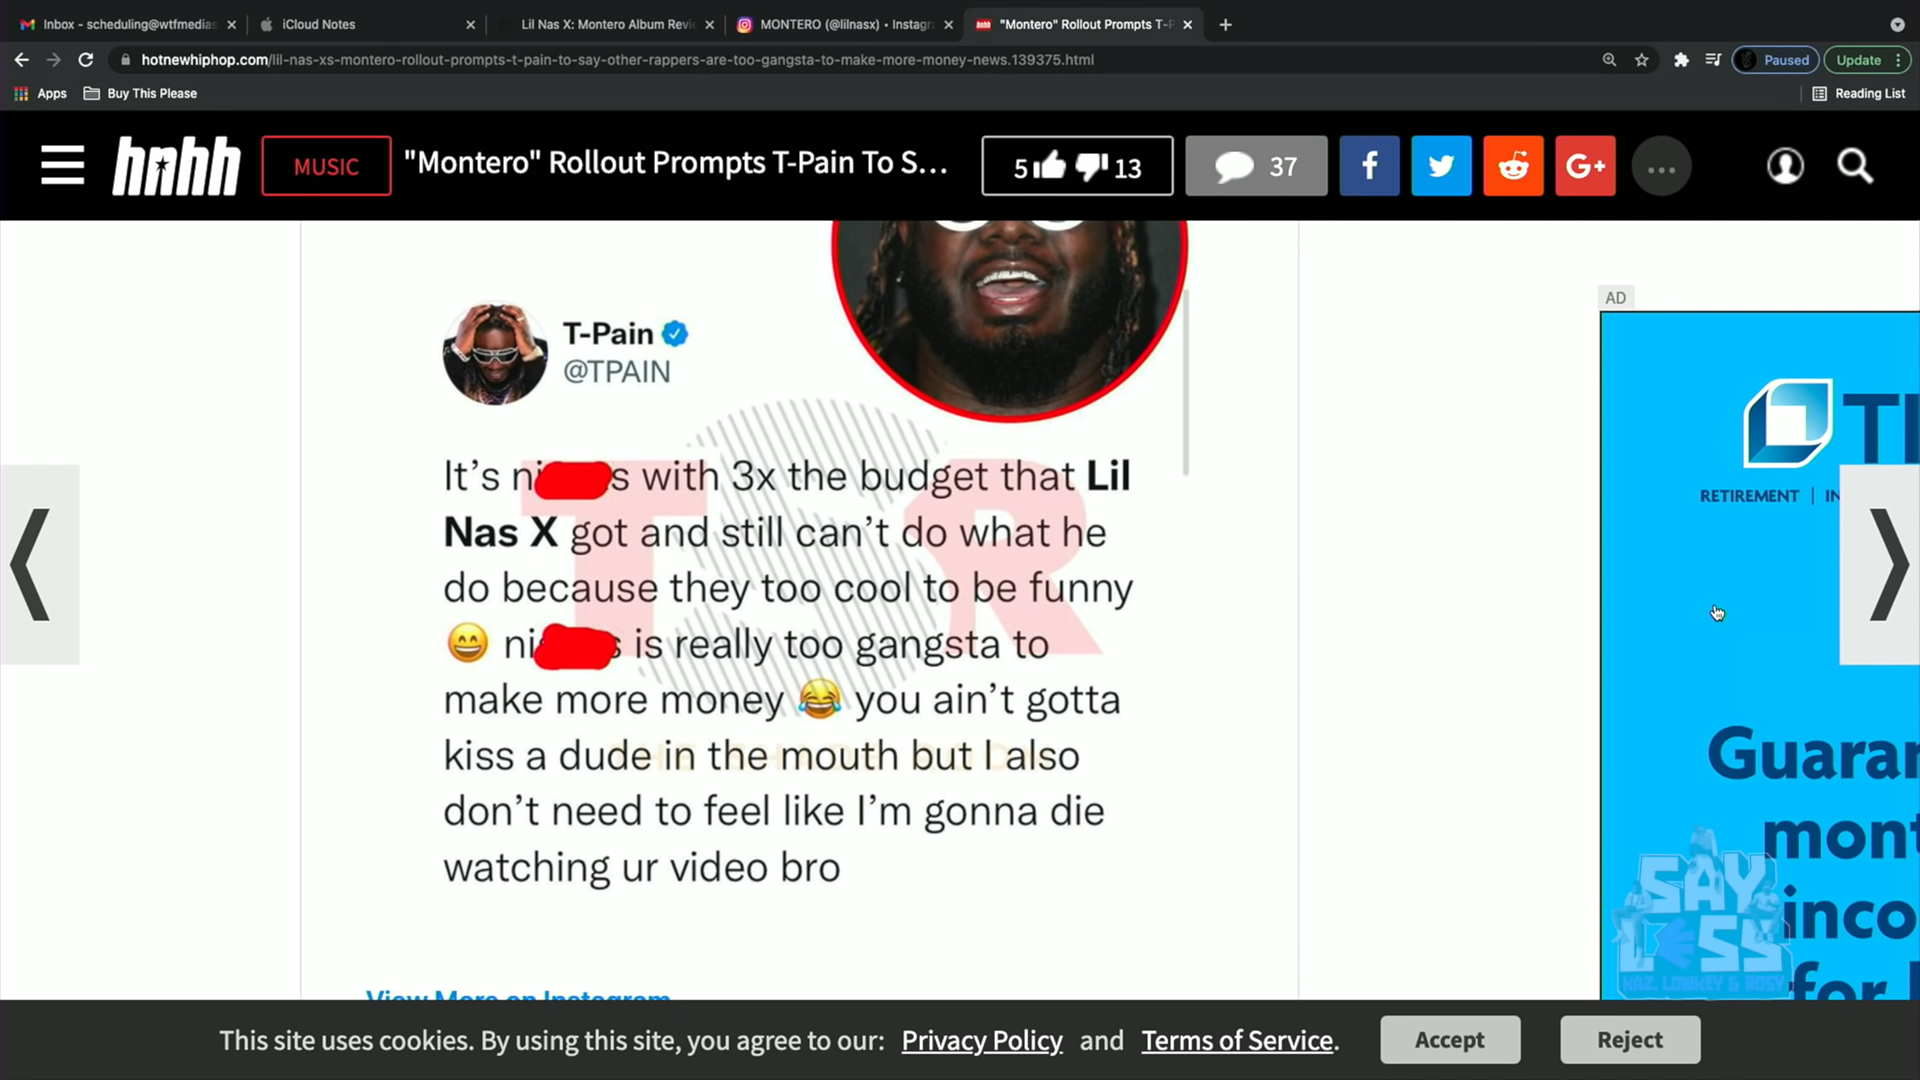 Inbox - scheduling@wtfmedias
iCloud Notes
Lil Nas X: Montero Album Revi
MONTERO (@lilnasx) • Instagr
"Montero" Rollout Prompts T-P
hotnewhiphop.com/lil-nas-xs-montero-rollout-prompts-t-pain-to-say-other-rappers-are-too-gangsta-to-make-more-money-news.139375.html
Paused
Update
Apps
Buy This Please
Reading List
hnhh
MUSIC
"Montero" Rollout Prompts T-Pain To S...
5
13
37
f
G+
...
AD
T-Pain
@TPAIN
It's ni s with 3x the budget that Lil
Nas X got and still can't do what he
do because they too cool to be funny
😄 ni s is really too gangsta to
make more money 😂 you ain't gotta
kiss a dude in the mouth but I also
don't need to feel like I'm gonna die
watching ur video bro
TSR
View More on Instagram
TI
RETIREMENT | IN
Guaran
mont
inco
for
SAY
LESS
KAZ, LOWKEY & ROSY
This site uses cookies. By using this site, you agree to our: Privacy Policy and Terms of Service.
Accept
Reject